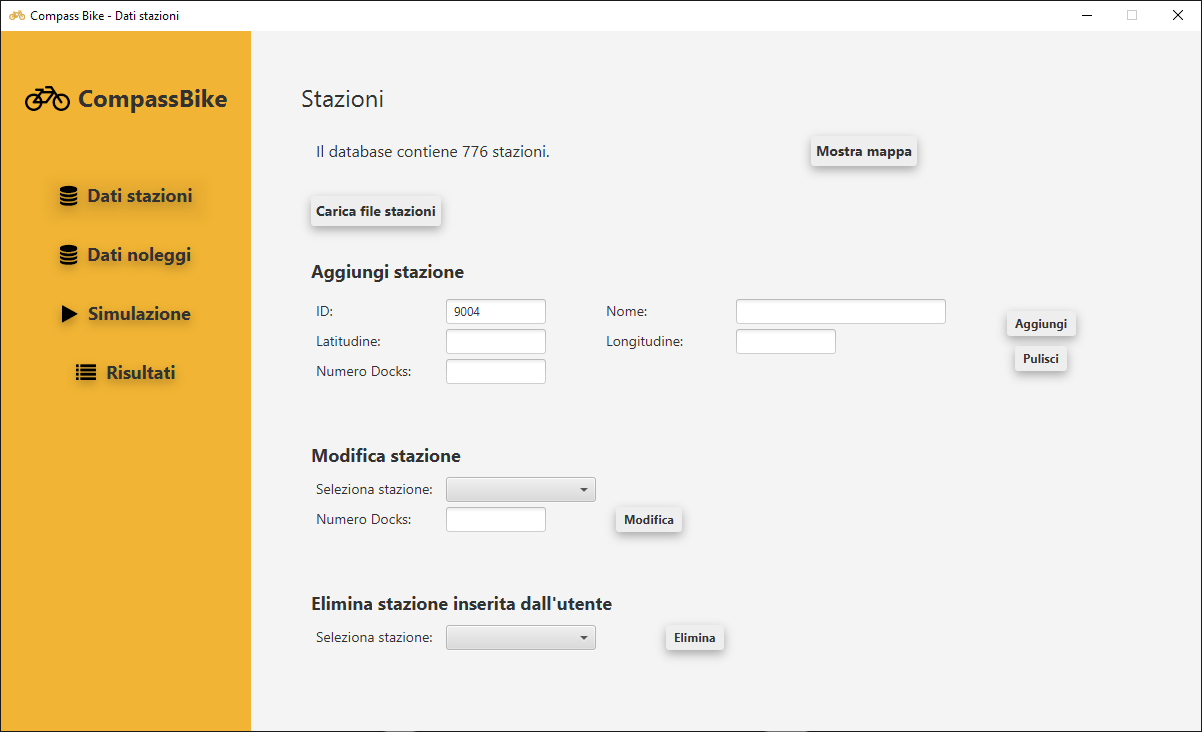 Compass Bike - Dati stazioni
CompassBike
Dati stazioni
Dati noleggi
Simulazione
Risultati
Stazioni
Il database contiene 776 stazioni.
Mostra mappa
Carica file stazioni
Aggiungi stazione
ID: 9004 Nome:
Latitudine: Longitudine:
Numero Docks:
Aggiungi
Pulisci
Modifica stazione
Seleziona stazione:
Numero Docks:
Modifica
Elimina stazione inserita dall'utente
Seleziona stazione:
Elimina